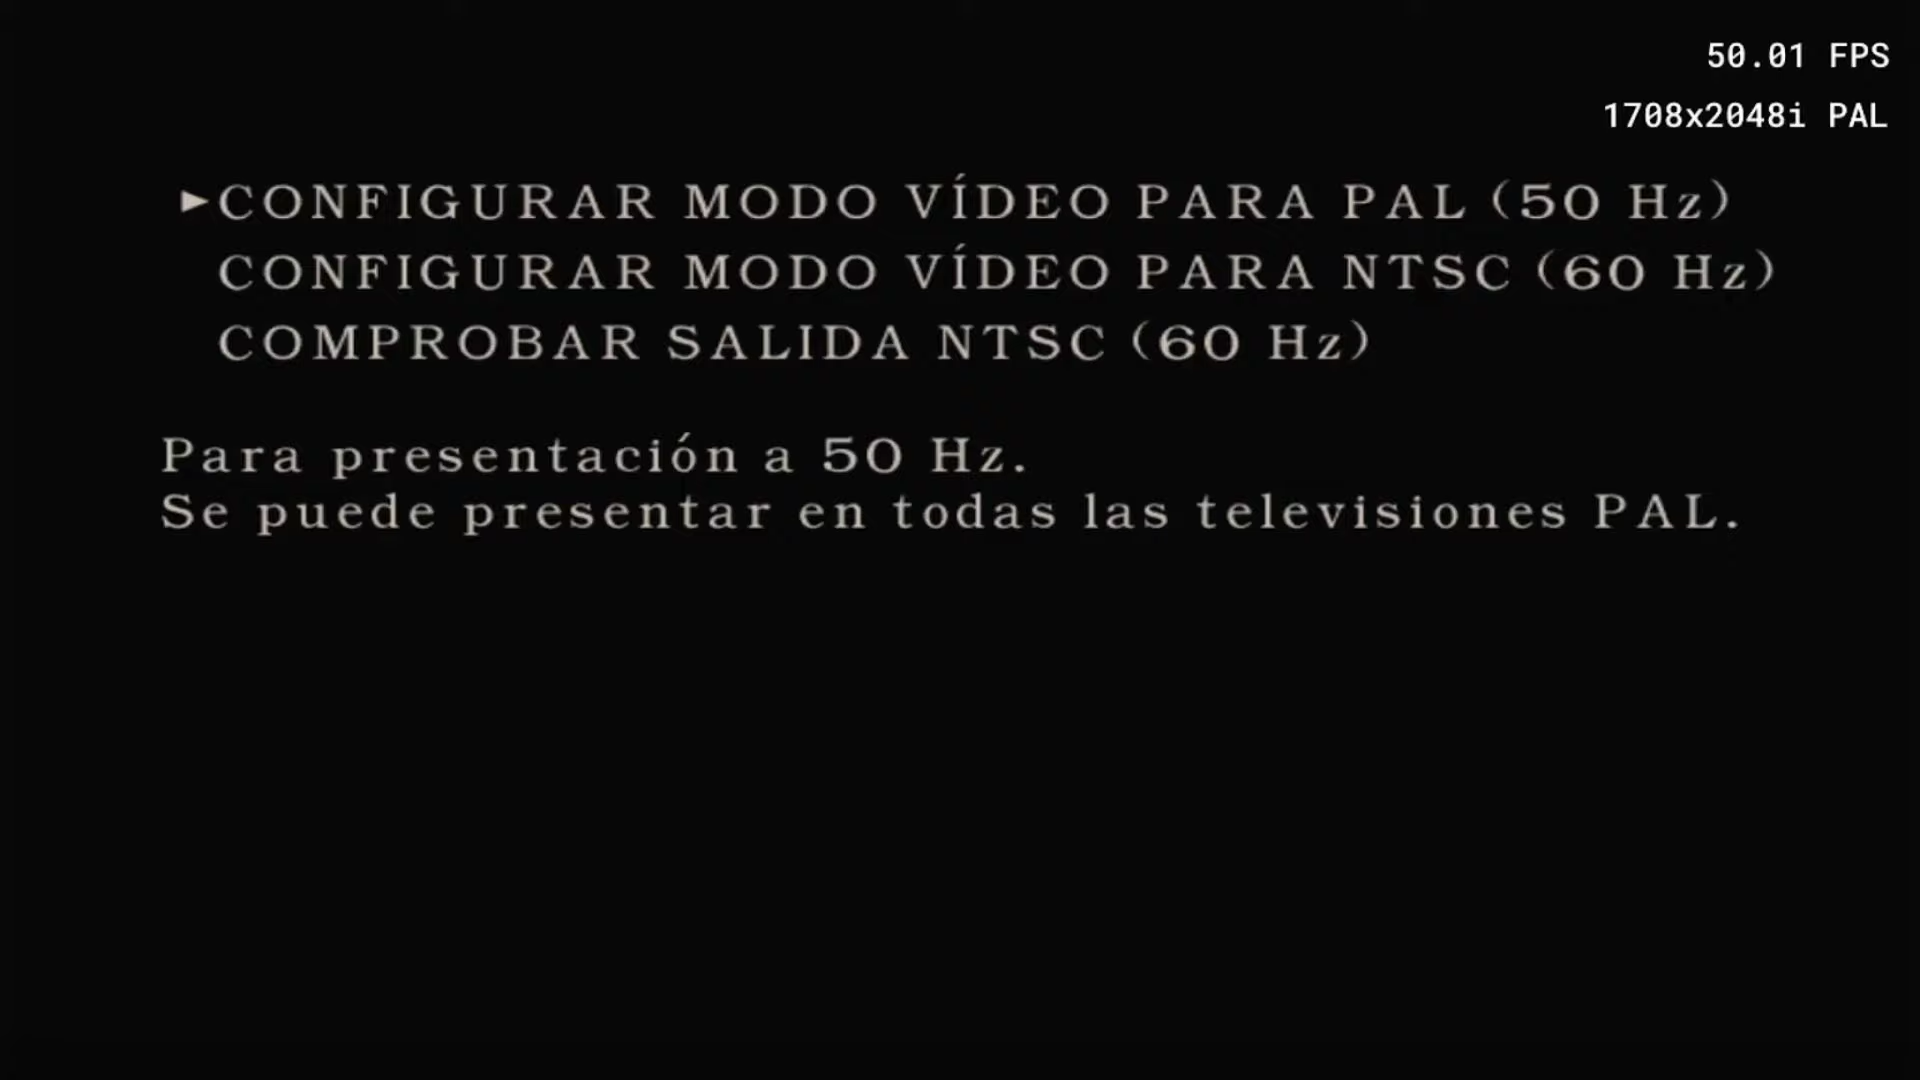 50.01 FPS
1708x2048i PAL
►CONFIGURAR MODO VÍDEO PARA PAL (50 Hz)
CONFIGURAR MODO VÍDEO PARA NTSC (60 Hz)
COMPROBAR SALIDA NTSC (60 Hz)
Para presentación a 50 Hz.
Se puede presentar en todas las televisiones PAL.